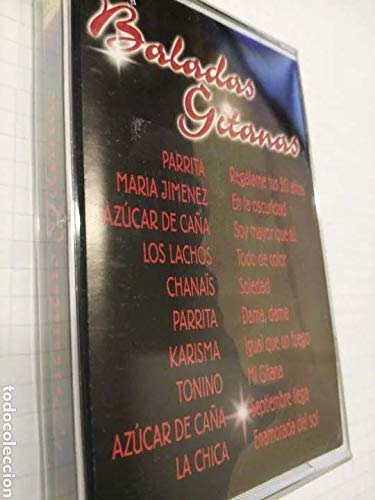 Baladas
Gitanas
PARRITA Regálame tus 80 años
MARIA JIMENEZ En la oscuridad
AZÚCAR DE CAÑA Soy mayor que tú
LOS LACHOS Todo de color
CHANAÏS Soledad
PARRITA Dama, dama
KARISMA Igual que un fuego
TONINO Mi Gitana
AZÚCAR DE CAÑA Septiembre llega
LA CHICA Enamorada del sol
todocoleccion